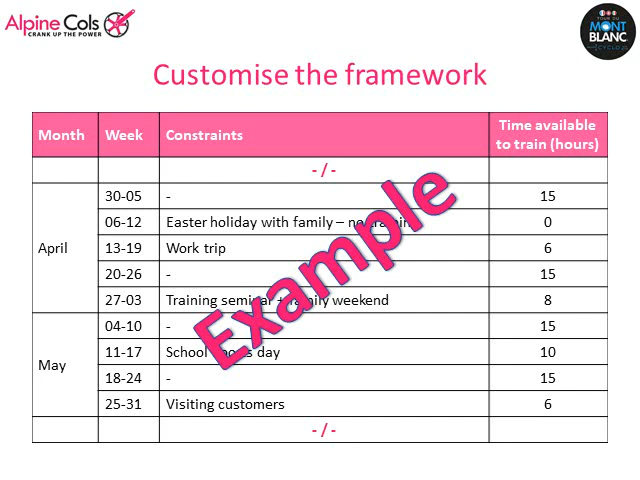 Alpine Cols
CRANK UP THE POWER
TOUR DU
MONT
BLANC
CYCLO
Customise the framework
Month Week Constraints Time available to train (hours)
- / -
April
30-05 - 15
06-12 Easter holiday with family – no training 0
13-19 Work trip 6
20-26 - 15
27-03 Training seminar + family weekend 8
May
04-10 - 15
11-17 School sports day 10
18-24 - 15
25-31 Visiting customers 6
- / -
Example